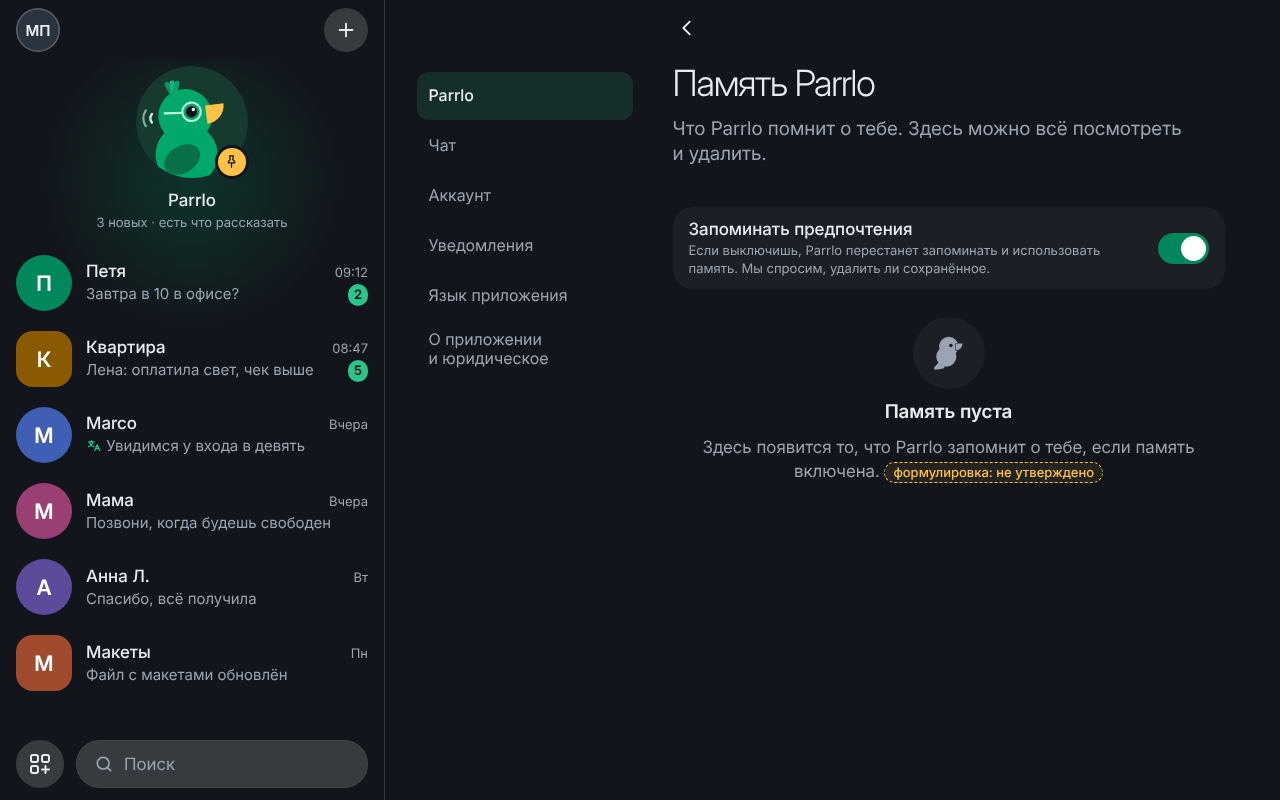 МП
Parrlo
3 новых · есть что рассказать
Петя
09:12
Завтра в 10 в офисе?
2
П
Квартира
08:47
Лена: оплатила свет, чек выше
5
К
Marco
Вчера
Увидимся у входа в девять
M
Мама
Вчера
Позвони, когда будешь свободен
М
Анна Л.
Вт
Спасибо, всё получила
А
Макеты
Пн
Файл с макетами обновлён
М
Поиск
Parrlo
Чат
Аккаунт
Уведомления
Язык приложения
О приложении
и юридическое
Память Parrlo
Что Parrlo помнит о тебе. Здесь можно всё посмотреть
и удалить.
Запоминать предпочтения
Если выключишь, Parrlo перестанет запоминать и использовать
память. Мы спросим, удалить ли сохранённое.
Память пуста
Здесь появится то, что Parrlo запомнит о тебе, если память
включена. формулировка: не утверждено